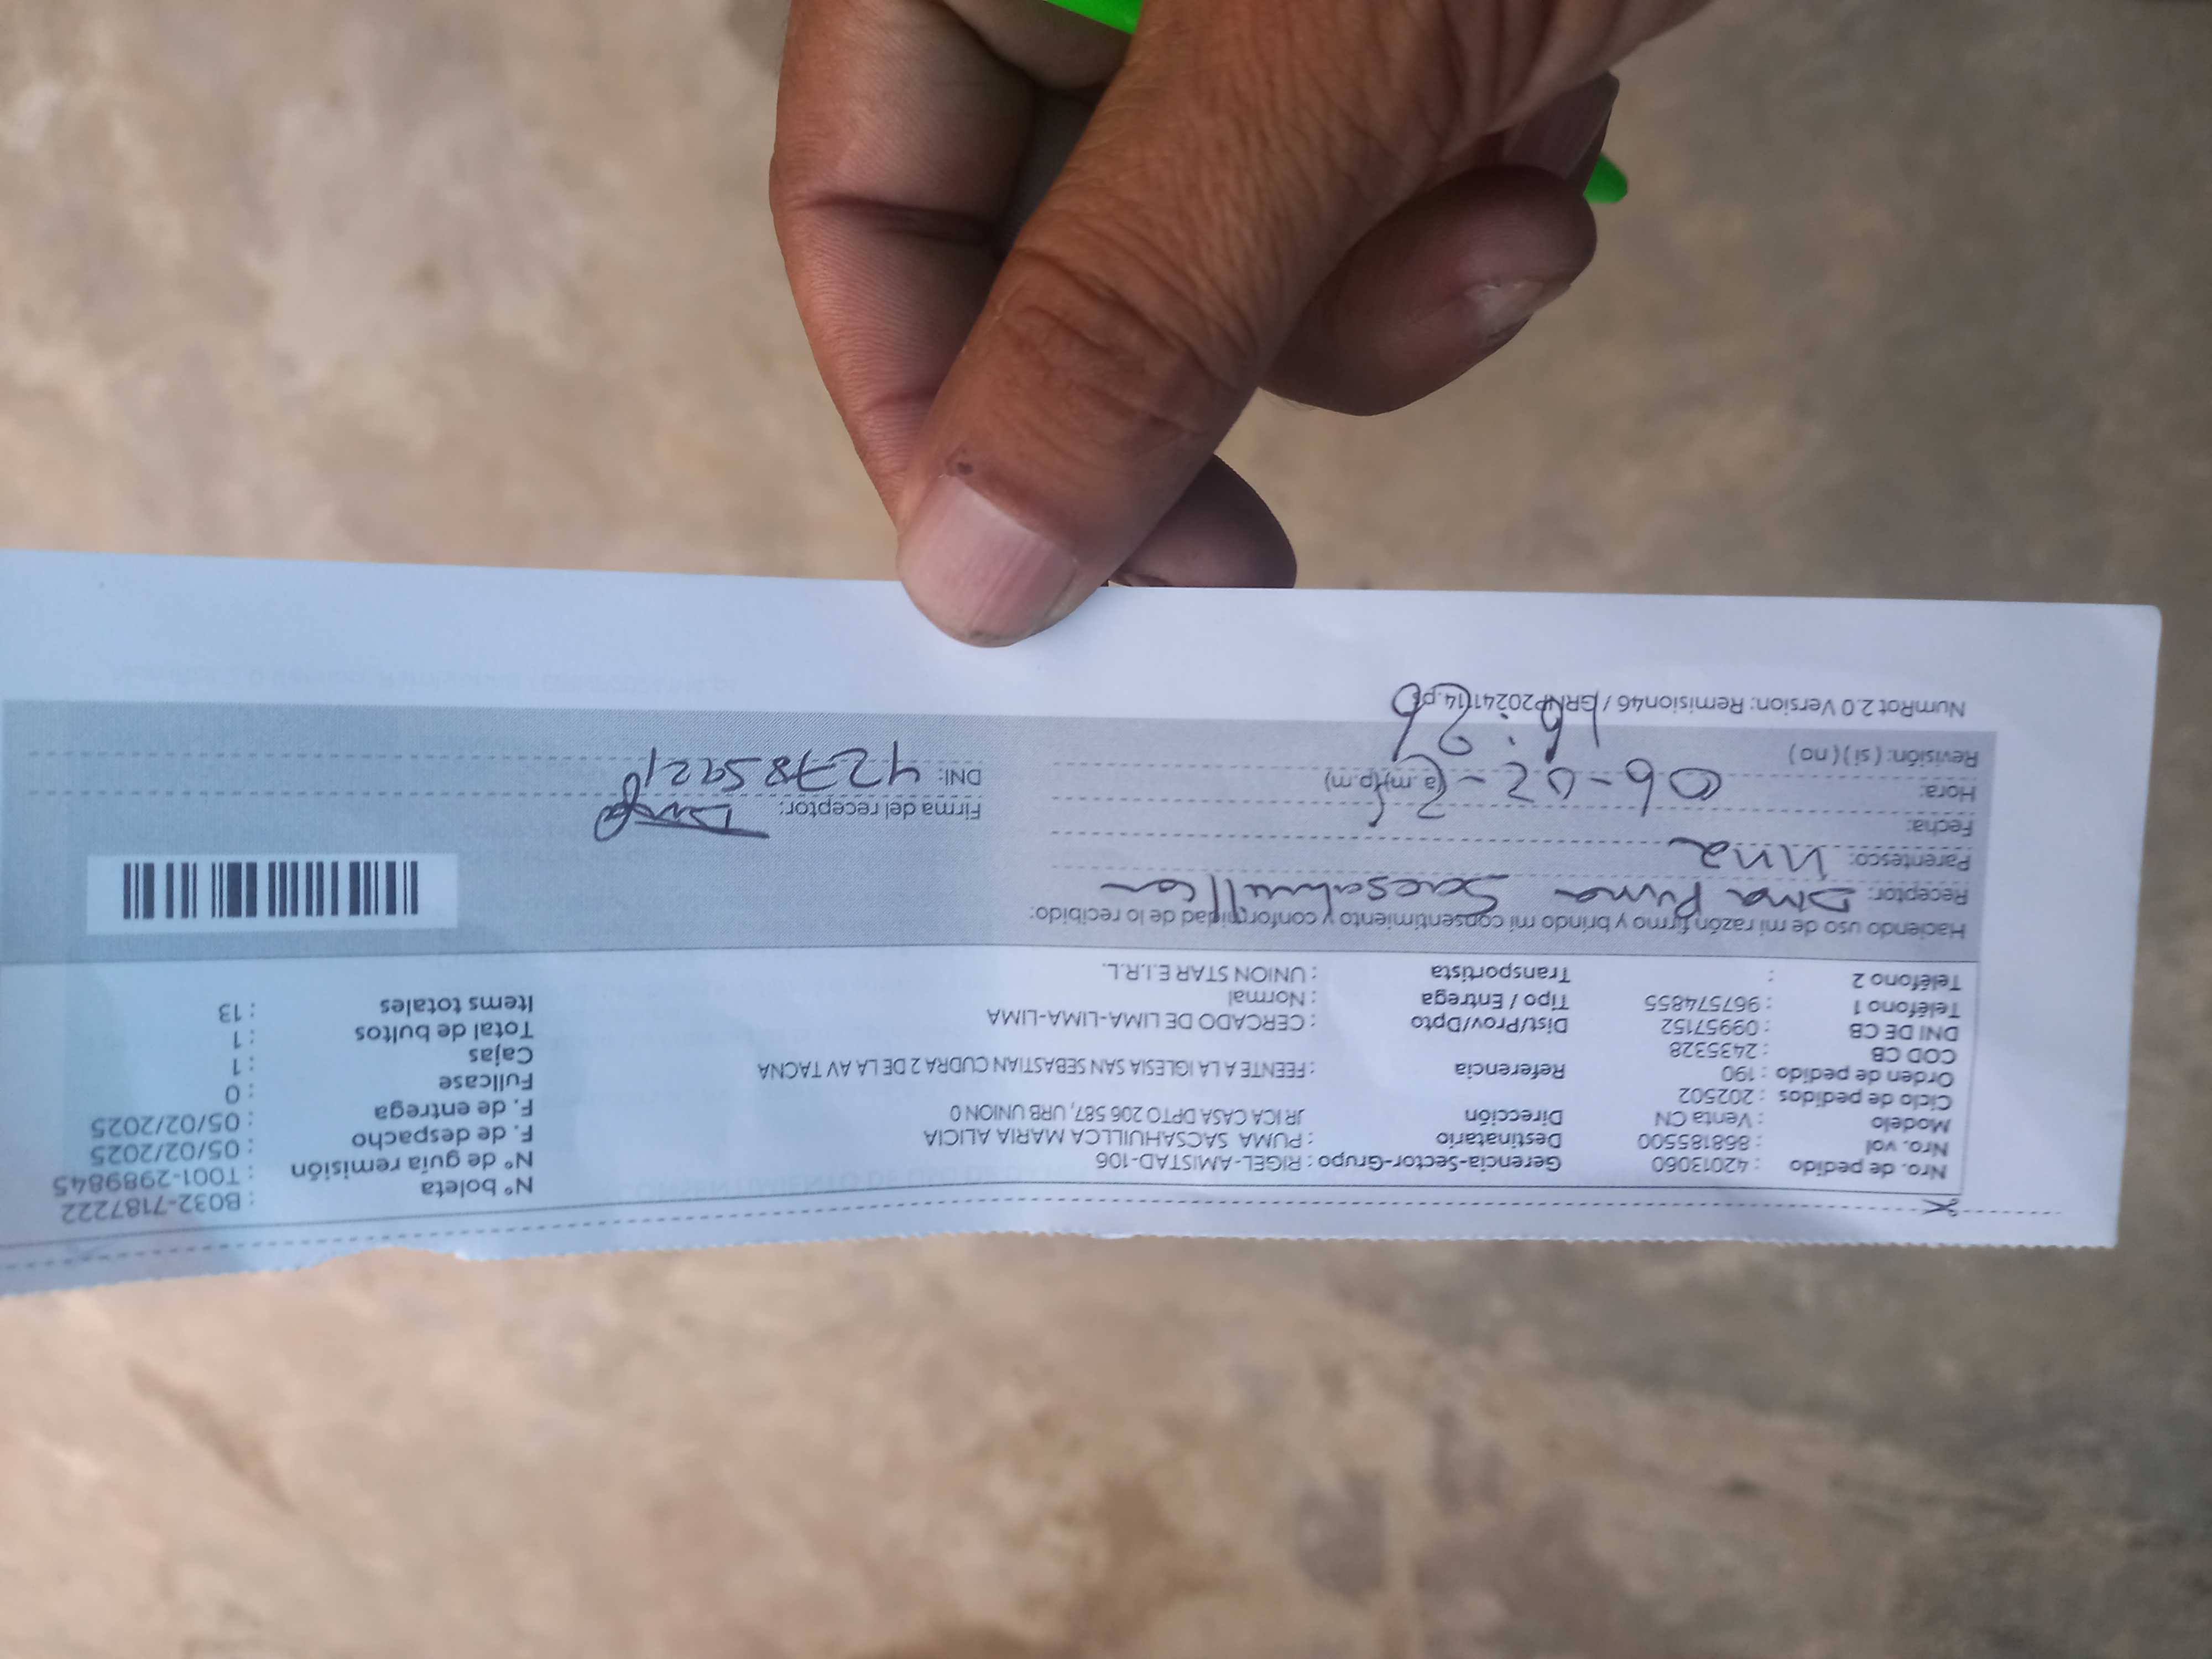 Nro. de pedido : 42013060 Gerencia-Sector-Grupo : RIGEL-AMISTAD-106 N° boleta : B032-7187222
Nro. vol : 868185500 Destinatario : PUMA SACSAHUILLCA MARIA ALICIA N° de guía remisión : T001-2989845
Modelo : Venta CN Dirección JR ICA CASA DPTO 206 587, URB UNION 0 F. de despacho : 05/02/2025
Ciclo de pedidos : 202502 F. de entrega : 05/02/2025
Orden de pedido : 190 Referencia : FEENTE A LA IGLESIA SAN SEBASTIAN CUDRA 2 DE LA AV TACNA Fullcase : 0
COD CB : 2435328 Cajas : 1
DNI DE CB : 09957152 Dist/Prov/Dpto : CERCADO DE LIMA-LIMA-LIMA Total de bultos : 1
Teléfono 1 : 967574855 Tipo / Entrega : Normal Items totales : 13
Teléfono 2 : Transportista : UNION STAR E.I.R.L.
Haciendo uso de mi razón firmo y brindo mi consentimiento y conformidad de lo recibido:
Receptor: Puma
Parentesco:
Fecha: 06-02-25
Hora: (a.m)(p.m) 16:26
Revisión: ( si ) ( no )
Firma del receptor:
DNI: 42785921
NumRot 2.0 Version: Remision46 / GRNP20241114.ps